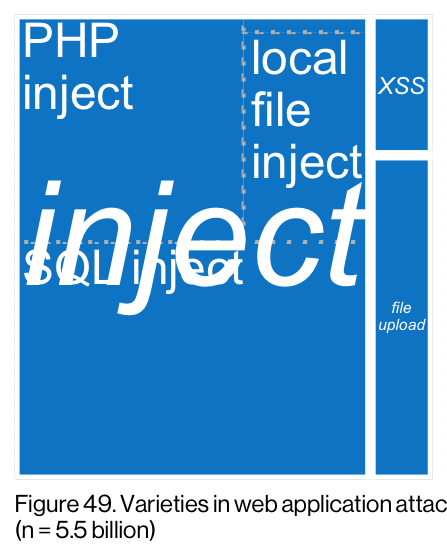 PHP
inject
local
file
inject
XSS
inject
SQL inject
file
upload
Figure 49. Varieties in web application attac
(n = 5.5 billion)